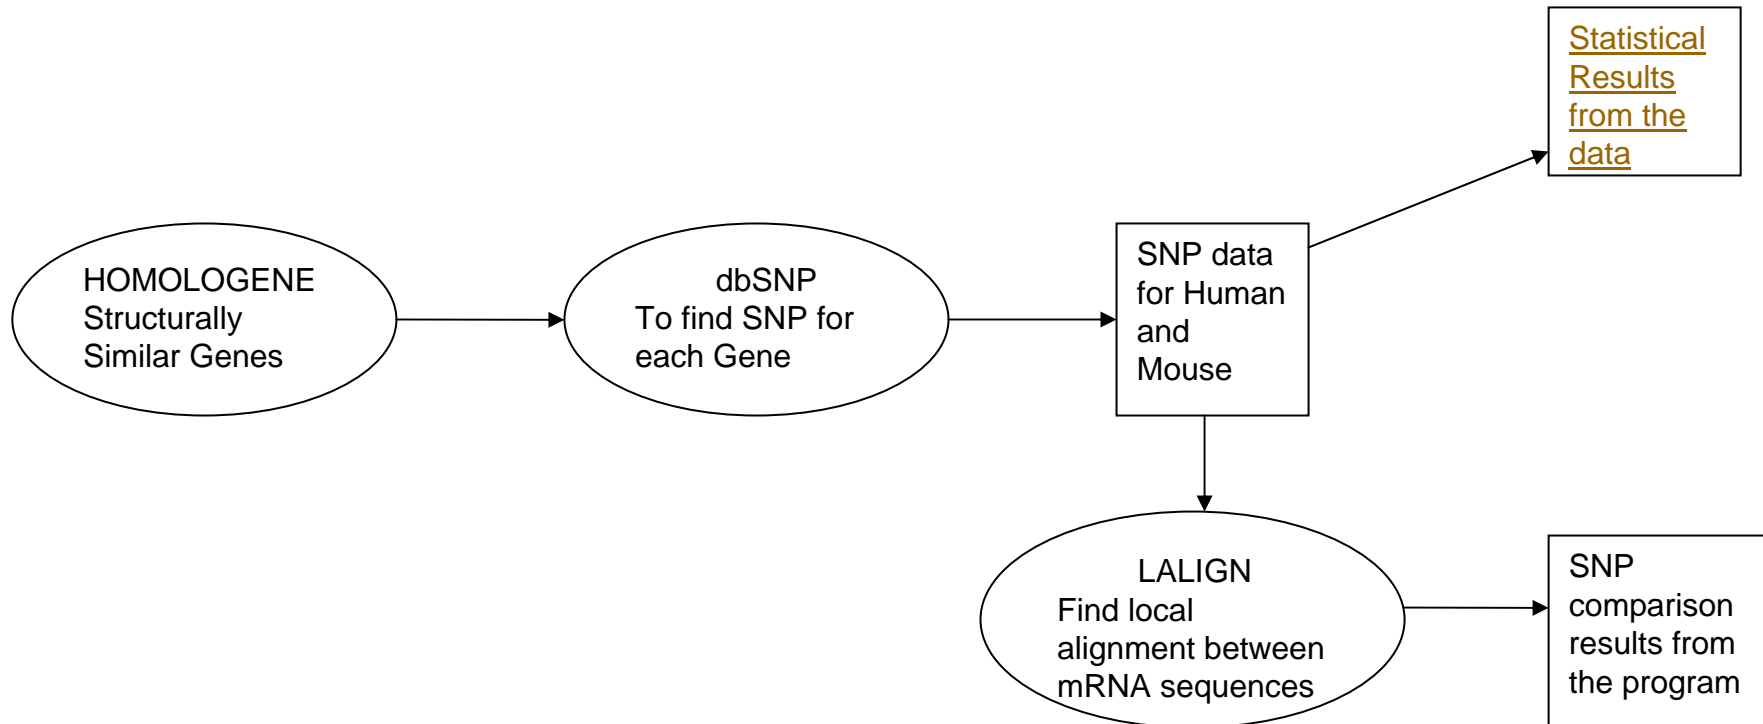 Statistical
Results
from the
data
HOMOLOGENE
Structurally
Similar Genes
dbSNP
To find SNP for
each Gene
SNP data
for Human
and
Mouse
LALIGN
Find local
alignment between
mRNA sequences
SNP
comparison
results from
the program